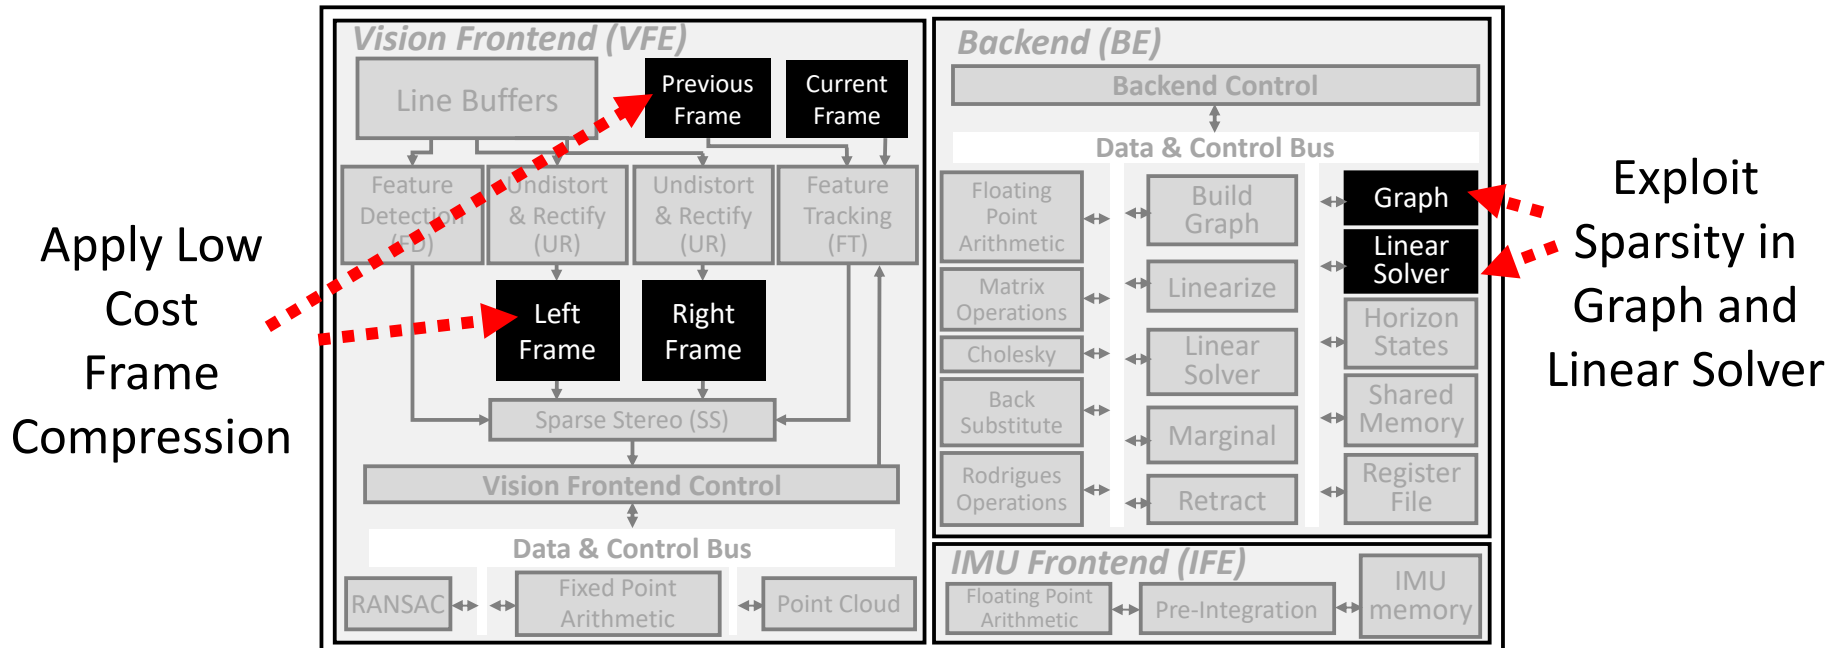 Apply Low
Cost
Frame
Compression
Vision Frontend (VFE)
Line Buffers
Previous
Frame
Current
Frame
Feature
Detection
(FD)
Undistort
& Rectify
(UR)
Undistort
& Rectify
(UR)
Feature
Tracking
(FT)
Left
Frame
Right
Frame
Sparse Stereo (SS)
Vision Frontend Control
Data & Control Bus
RANSAC
Fixed Point
Arithmetic
Point Cloud
Backend (BE)
Backend Control
Data & Control Bus
Floating
Point
Arithmetic
Matrix
Operations
Cholesky
Back
Substitute
Rodrigues
Operations
Build
Graph
Linearize
Linear
Solver
Marginal
Retract
Graph
Linear
Solver
Horizon
States
Shared
Memory
Register
File
IMU Frontend (IFE)
Floating Point
Arithmetic
Pre-Integration
IMU
memory
Exploit
Sparsity in
Graph and
Linear Solver